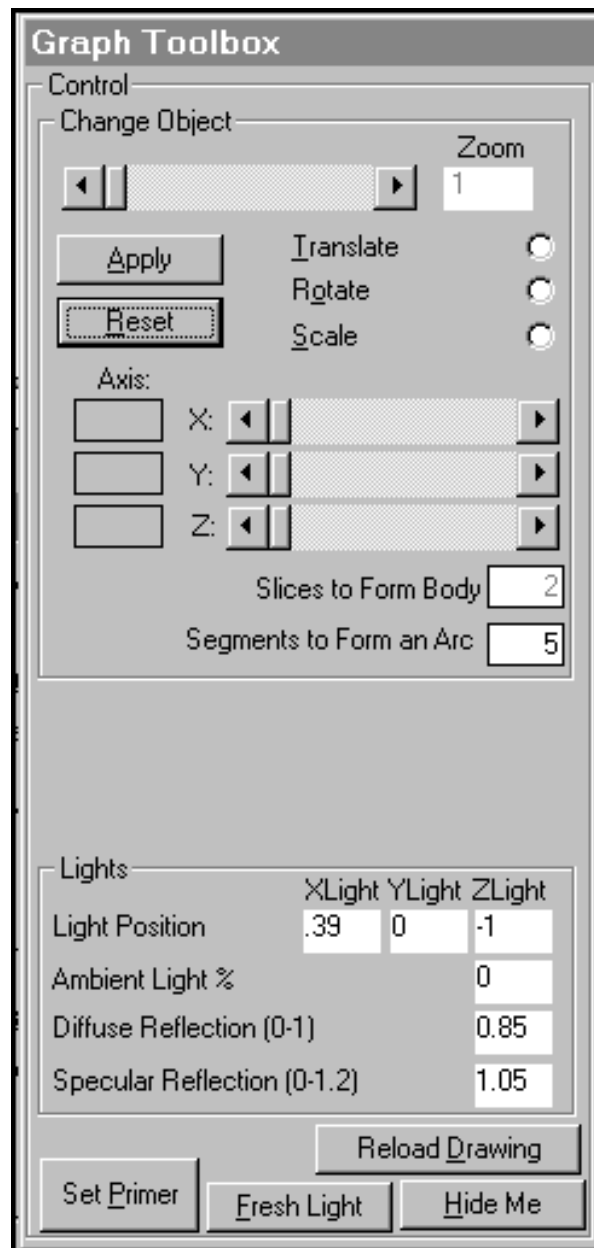 Graph Toolbox
Control
Change Object
Zoom
1
Apply
Translate
Rotate
Reset
Scale
Axis:
X:
Y:
Z:
Slices to Form Body 2
Segments to Form an Arc 5
Lights
XLight YLight ZLight
Light Position .39 0 -1
Ambient Light % 0
Diffuse Reflection (0-1) 0.85
Specular Reflection (0-1.2) 1.05
Reload Drawing
Set Primer
Fresh Light
Hide Me